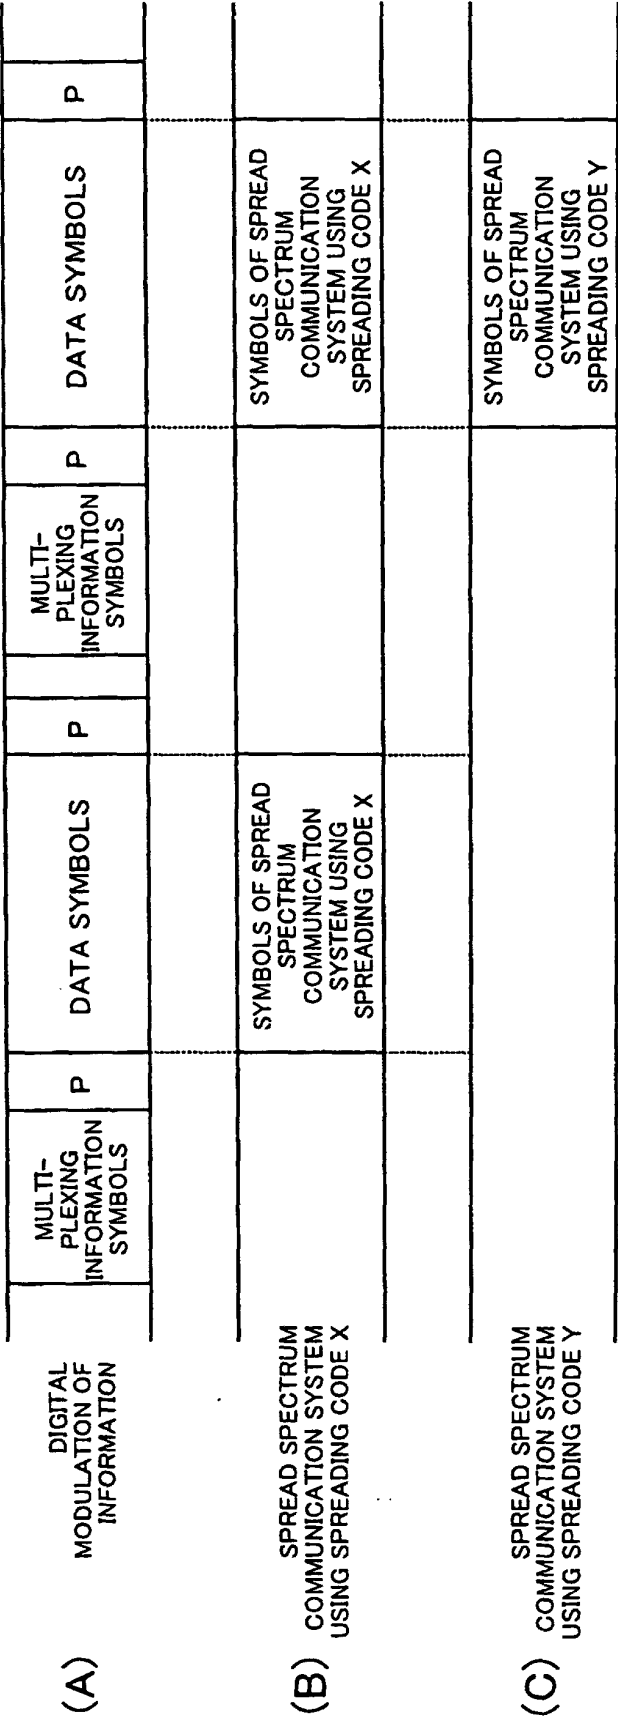 (A)
DIGITAL
MODULATION OF
INFORMATION
MULTI-
PLEXING
INFORMATION
SYMBOLS
P
DATA SYMBOLS
P
MULTI-
PLEXING
INFORMATION
SYMBOLS
P
DATA SYMBOLS
P
(B)
SPREAD SPECTRUM
COMMUNICATION SYSTEM
USING SPREADING CODE X
SYMBOLS OF SPREAD
SPECTRUM
COMMUNICATION
SYSTEM USING
SPREADING CODE X
SYMBOLS OF SPREAD
SPECTRUM
COMMUNICATION
SYSTEM USING
SPREADING CODE X
(C)
SPREAD SPECTRUM
COMMUNICATION SYSTEM
USING SPREADING CODE Y
SYMBOLS OF SPREAD
SPECTRUM
COMMUNICATION
SYSTEM USING
SPREADING CODE Y